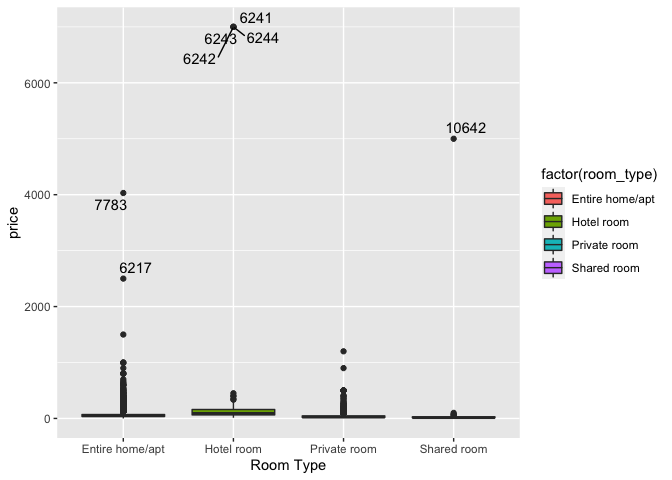 6241
6243 6244
6242
6000
10642
factor(room_type)
Entire home/apt
Hotel room
Private room
Shared room
4000
7783
price
6217
2000
0
Entire home/apt Hotel room Private room Shared room
Room Type